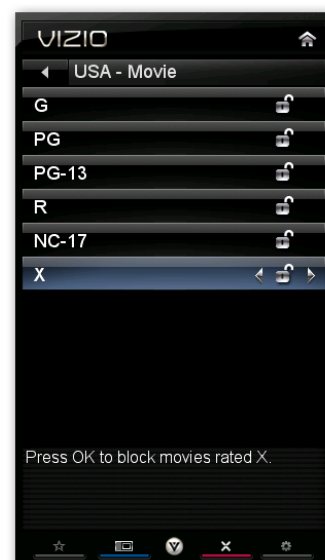 VIZIO
USA - Movie
G
PG
PG-13
R
NC-17
X
Press OK to block movies rated X.
V